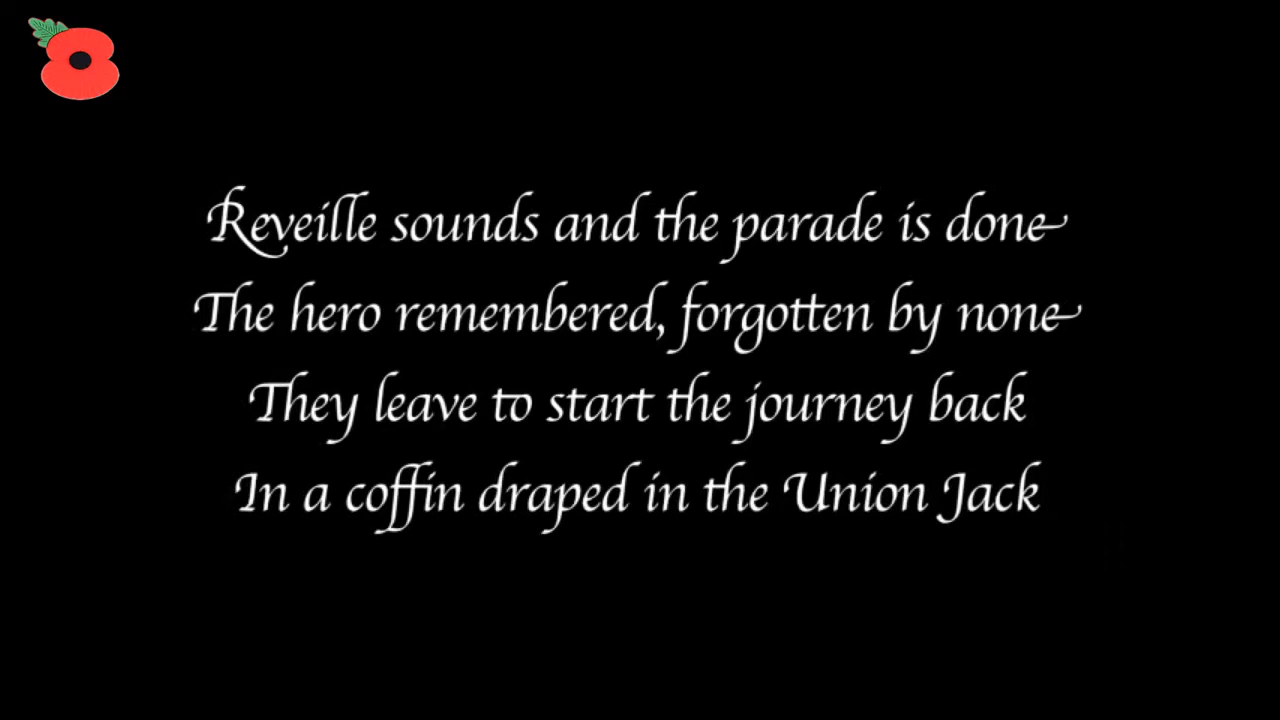 Reveille sounds and the parade is done
The hero remembered, forgotten by none
They leave to start the journey back
In a coffin draped in the Union Jack